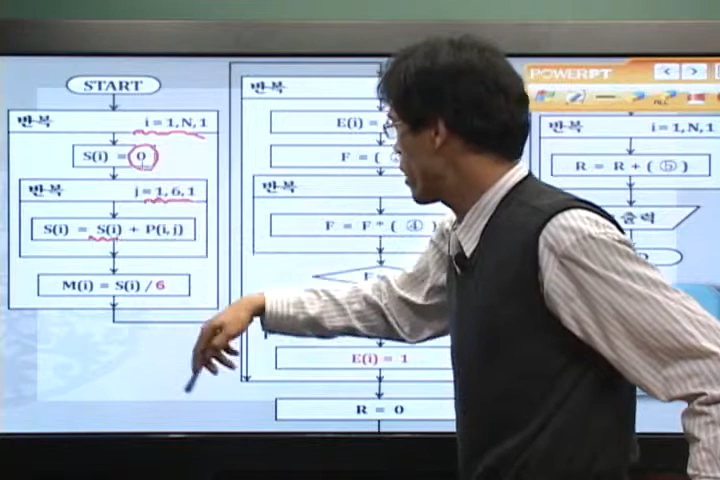 START
반복 i = 1, N, 1
S(i) = 0
반복 j = 1, 6, 1
S(i) = S(i) + P(i,j)
M(i) = S(i) / 6
반복
E(i) =
F = (
반복
F = F * ( ④ )
E(i) = 1
R = 0
POWERPT
반복 i = 1, N, 1
R = R + ( ⑤ )
출력